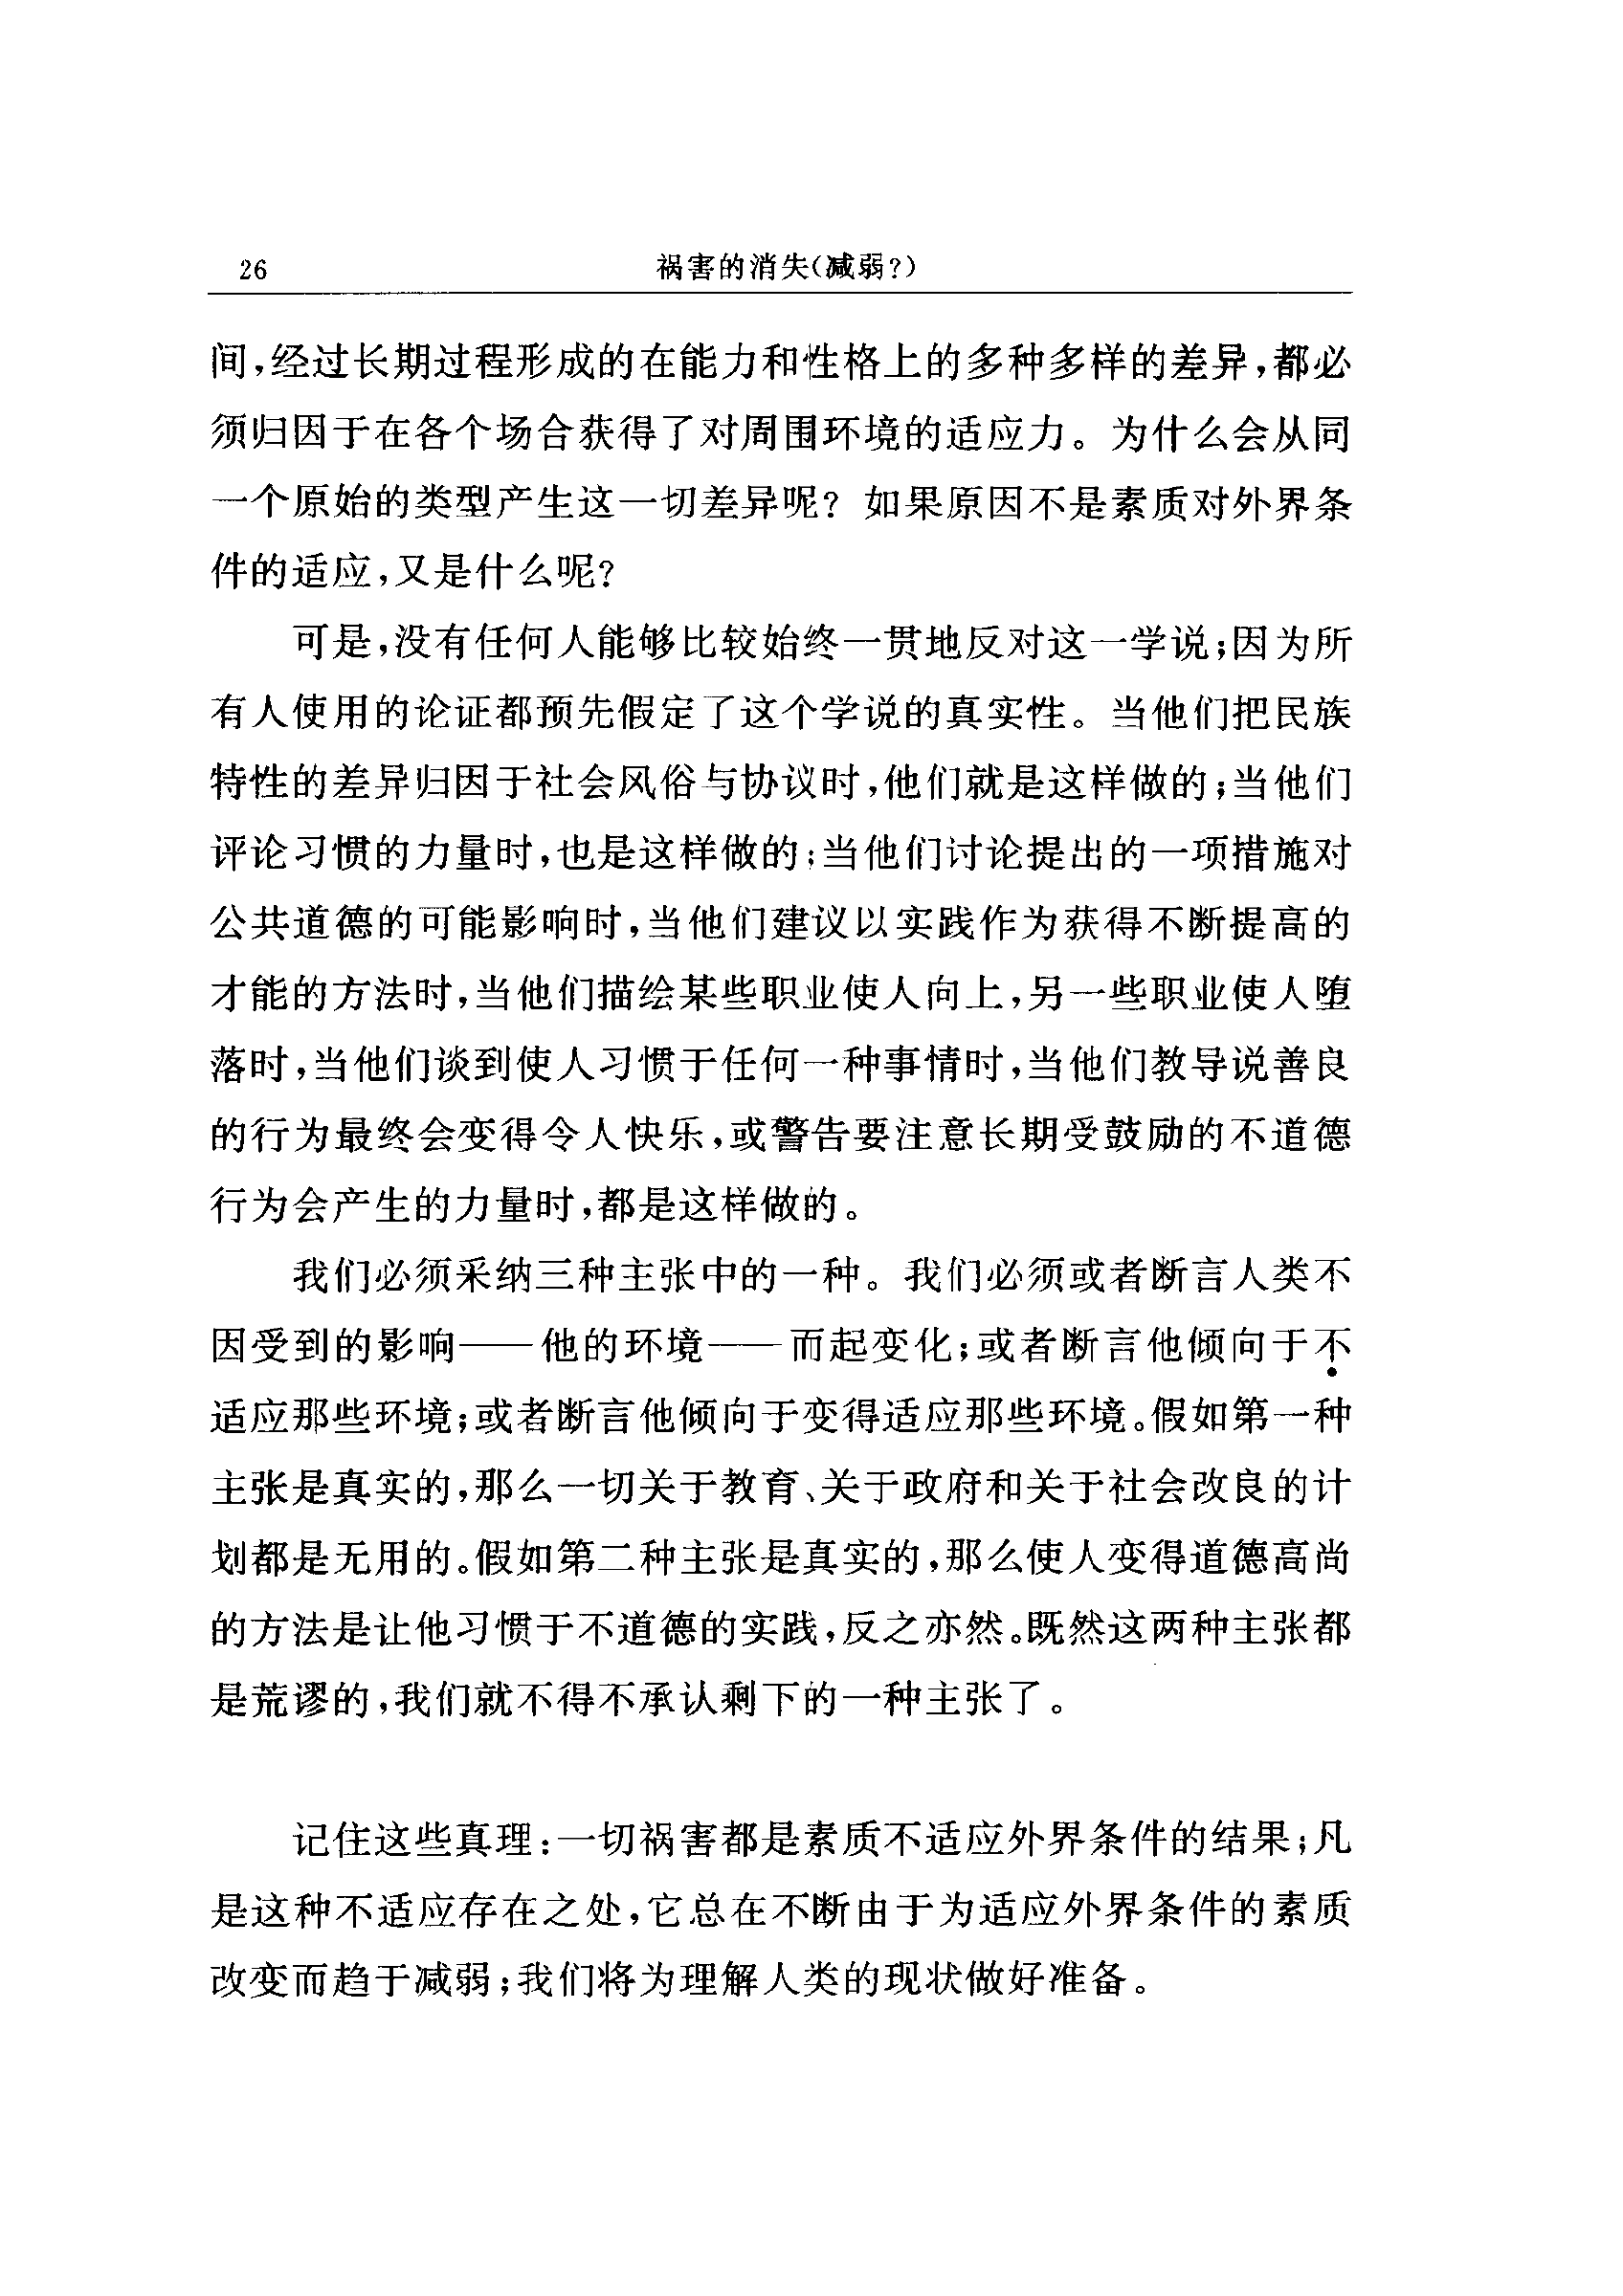 26 祸害的消失(减弱?)
间,经过长期过程形成的在能力和性格上的多种多样的差异,都必
须归因于在各个场合获得了对周围环境的适应力。为什么会从同
一个原始的类型产生这一切差异呢? 如果原因不是素质对外界条
件的适应,又是什么呢?
可是,没有任何人能够比较始终一贯地反对这一学说;因为所
有人使用的论证都预先假定了这个学说的真实性。当他们把民族
特性的差异归因于社会风俗与协议时,他们就是这样做的;当他们
评论习惯的力量时,也是这样做的;当他们讨论提出的一项措施对
公共道德的可能影响时,当他们建议以实践作为获得不断提高的
才能的方法时,当他们描绘某些职业使人向上,另一些职业使人堕
落时,当他们谈到使人习惯于任何一种事情时,当他们教导说善良
的行为最终会变得令人快乐,或警告要注意长期受鼓励的不道德
行为会产生的力量时,都是这样做的。
我们必须采纳三种主张中的一种。我们必须或者断言人类不
因受到的影响——他的环境——而起变化;或者断言他倾向于不
适应那些环境;或者断言他倾向于变得适应那些环境。假如第一种
主张是真实的,那么一切关于教育、关于政府和关于社会改良的计
划都是无用的。假如第二种主张是真实的,那么使人变得道德高尚
的方法是让他习惯于不道德的实践,反之亦然。既然这两种主张都
是荒谬的,我们就不得不承认剩下的一种主张了。
记住这些真理:一切祸害都是素质不适应外界条件的结果;凡
是这种不适应存在之处,它总在不断由于为适应外界条件的素质
改变而趋于减弱;我们将为理解人类的现状做好准备。